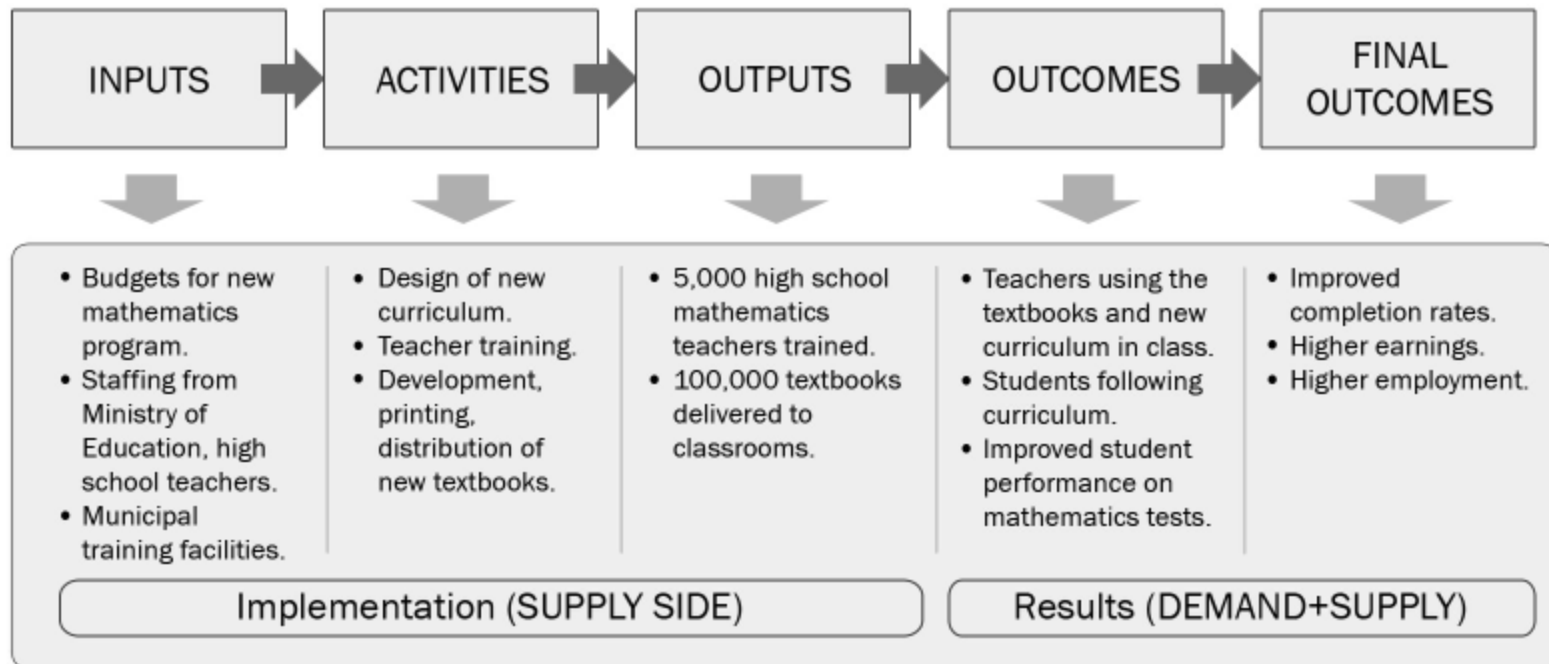 INPUTS
ACTIVITIES
OUTPUTS
OUTCOMES
FINAL
OUTCOMES
• Budgets for new
mathematics
program.
• Staffing from
Ministry of
Education, high
school teachers.
• Municipal
training facilities.
• Design of new
curriculum.
• Teacher training.
• Development,
printing,
distribution of
new textbooks.
• 5,000 high school
mathematics
teachers trained.
• 100,000 textbooks
delivered to
classrooms.
• Teachers using the
textbooks and new
curriculum in class.
• Students following
curriculum.
• Improved student
performance on
mathematics tests.
• Improved
completion rates.
• Higher earnings.
• Higher employment.
Implementation (SUPPLY SIDE)
Results (DEMAND+SUPPLY)